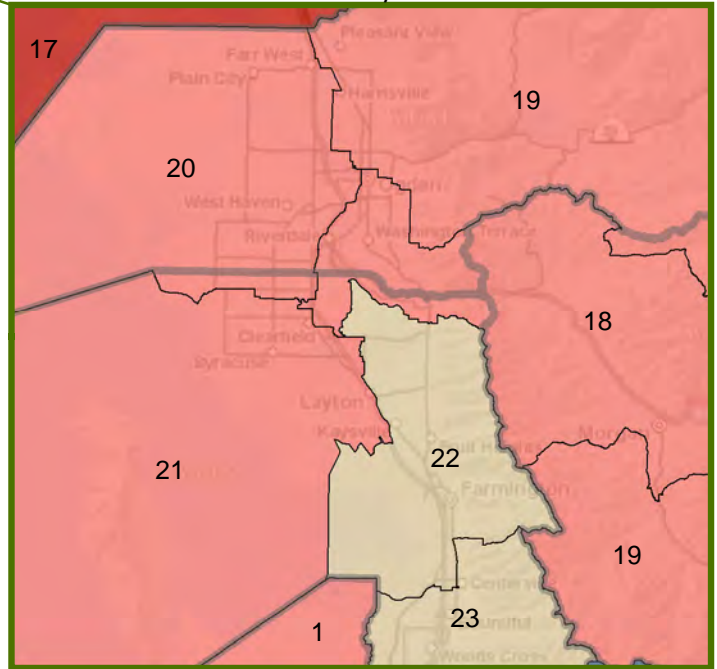 17
Pleasant View
Farr West
Plain City
Harrisville
19
20
Ogden
West Haven
Riverdale
Washington Terrace
18
Clearfield
Syracuse
Layton
Kaysville
Morgan
22
Fruit Heights
21
Farmington
19
Centerville
1
23
Bountiful
Woods Cross